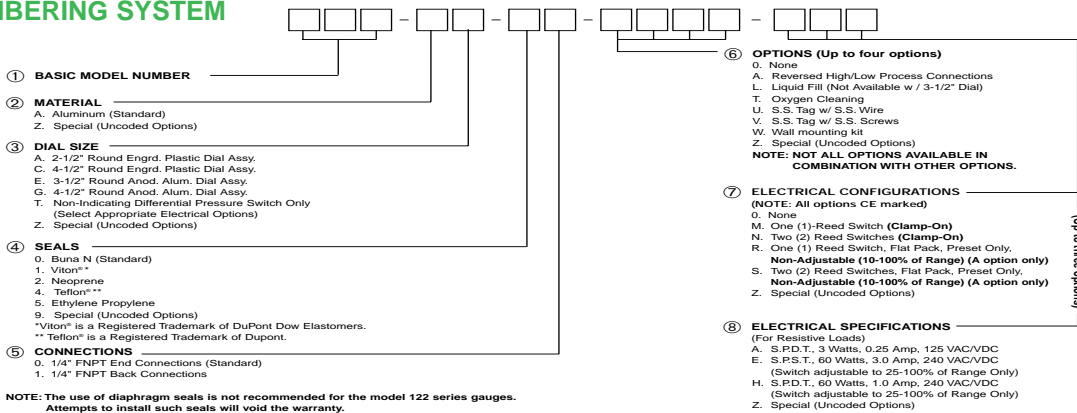 IBERING SYSTEM
① BASIC MODEL NUMBER
② MATERIAL
A. Aluminum (Standard)
Z. Special (Uncoded Options)
③ DIAL SIZE
A. 2-1/2" Round Engrd. Plastic Dial Assy.
C. 4-1/2" Round Engrd. Plastic Dial Assy.
E. 3-1/2" Round Anod. Alum. Dial Assy.
G. 4-1/2" Round Anod. Alum. Dial Assy.
T. Non-Indicating Differential Pressure Switch Only
(Select Appropriate Electrical Options)
Z. Special (Uncoded Options)
④ SEALS
0. Buna N (Standard)
1. Viton®*
2. Neoprene
4. Teflon®**
5. Ethylene Propylene
9. Special (Uncoded Options)
*Viton® is a Registered Trademark of DuPont Dow Elastomers.
** Teflon® is a Registered Trademark of Dupont.
⑤ CONNECTIONS
0. 1/4" FNPT End Connections (Standard)
1. 1/4" FNPT Back Connections
NOTE: The use of diaphragm seals is not recommended for the model 122 series gauges.
Attempts to install such seals will void the warranty.
⑥ OPTIONS (Up to four options)
0. None
A. Reversed High/Low Process Connections
L. Liquid Fill (Not Available w / 3-1/2" Dial)
T. Oxygen Cleaning
U. S.S. Tag w/ S.S. Wire
V. S.S. Tag w/ S.S. Screws
W. Wall mounting kit
Z. Special (Uncoded Options)
NOTE: NOT ALL OPTIONS AVAILABLE IN
COMBINATION WITH OTHER OPTIONS.
⑦ ELECTRICAL CONFIGURATIONS
(NOTE: All options CE marked)
0. None
M. One (1)-Reed Switch (Clamp-On)
N. Two (2) Reed Switches (Clamp-On)
R. One (1) Reed Switch, Flat Pack, Preset Only,
Non-Adjustable (10-100% of Range) (A option only)
S. Two (2) Reed Switches, Flat Pack, Preset Only,
Non-Adjustable (10-100% of Range) (A option only)
Z. Special (Uncoded Options)
(Up to three options)
⑧ ELECTRICAL SPECIFICATIONS
(For Resistive Loads)
A. S.P.D.T., 3 Watts, 0.25 Amp, 125 VAC/VDC
E. S.P.S.T., 60 Watts, 3.0 Amp, 240 VAC/VDC
(Switch adjustable to 25-100% of Range Only)
H. S.P.D.T., 60 Watts, 1.0 Amp, 240 VAC/VDC
(Switch adjustable to 25-100% of Range Only)
Z. Special (Uncoded Options)